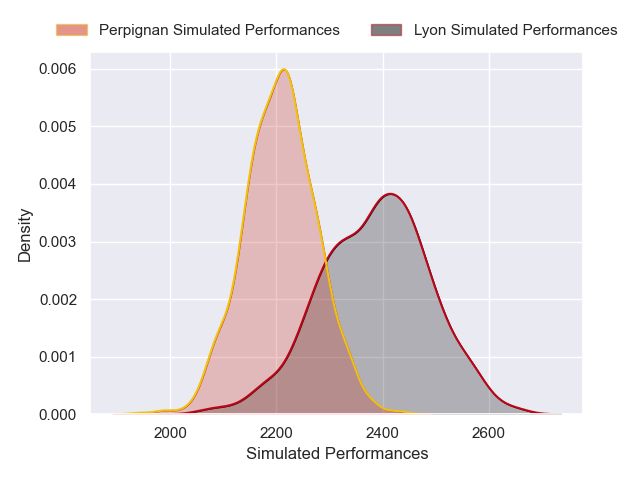 Perpignan Simulated Performances
Lyon Simulated Performances
0.006
0.005
0.004
0.003
0.002
0.001
0.000
Density
2000
2200
2400
2600
Simulated Performances